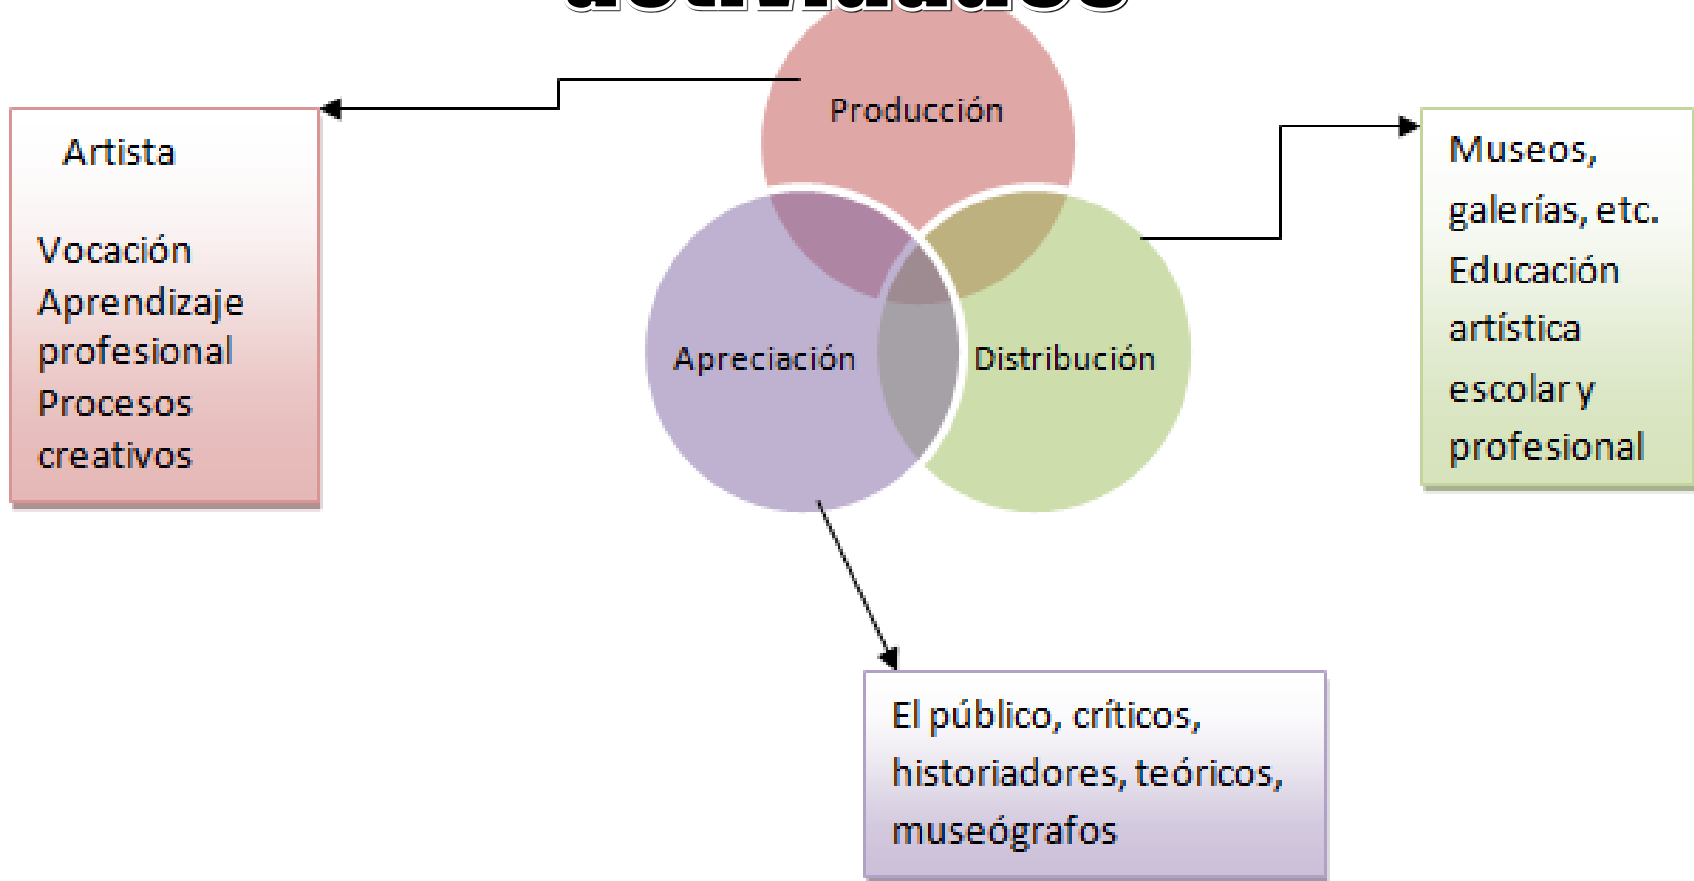 actividades
Producción
Artista
Vocación
Aprendizaje
profesional
Procesos
creativos
Museos,
galerías, etc.
Educación
artística
escolar y
profesional
Apreciación
Distribución
El público, críticos,
historiadores, teóricos,
museógrafos